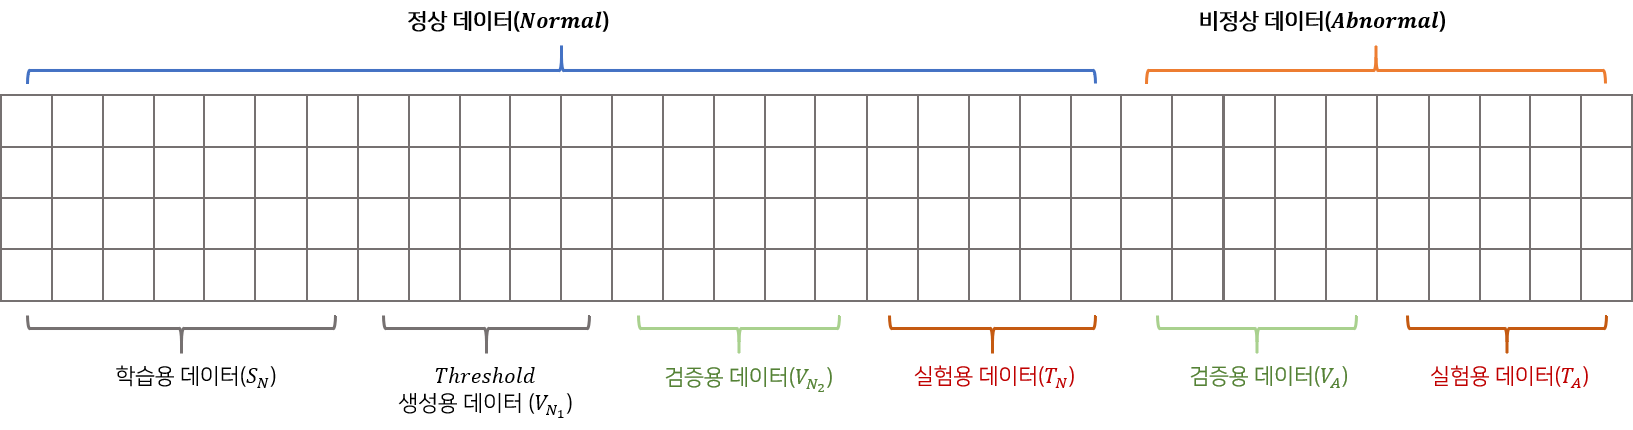 정상 데이터(Normal)
비정상 데이터(Abnormal)
학습용 데이터(S_N)
Threshold
생성용 데이터 (V_{N_1})
검증용 데이터(V_{N_2})
실험용 데이터(T_N)
검증용 데이터(V_A)
실험용 데이터(T_A)